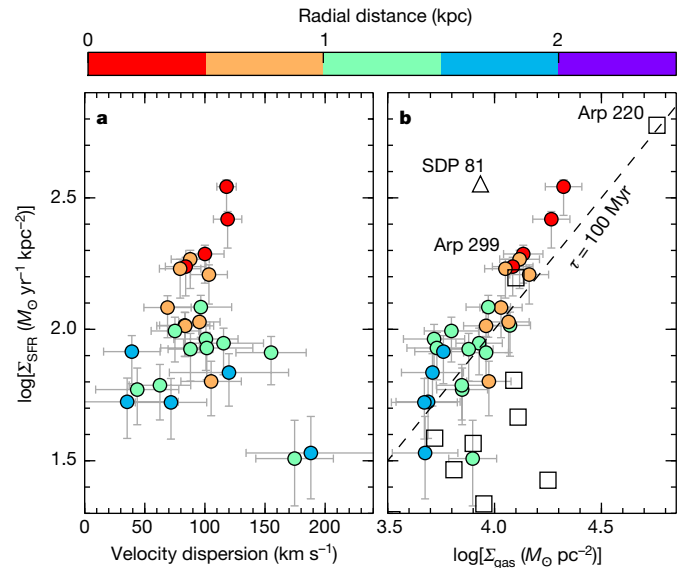 Radial distance (kpc)
0 1 2
a
b
Arp 220
SDP 81
Arp 299
τ = 100 Myr
log[Σ_SFR (M_⊙ yr⁻¹ kpc⁻²)]
2.5
2.0
1.5
0 50 100 150 200
3.5 4.0 4.5
Velocity dispersion (km s⁻¹)
log[Σ_gas (M_⊙ pc⁻²)]